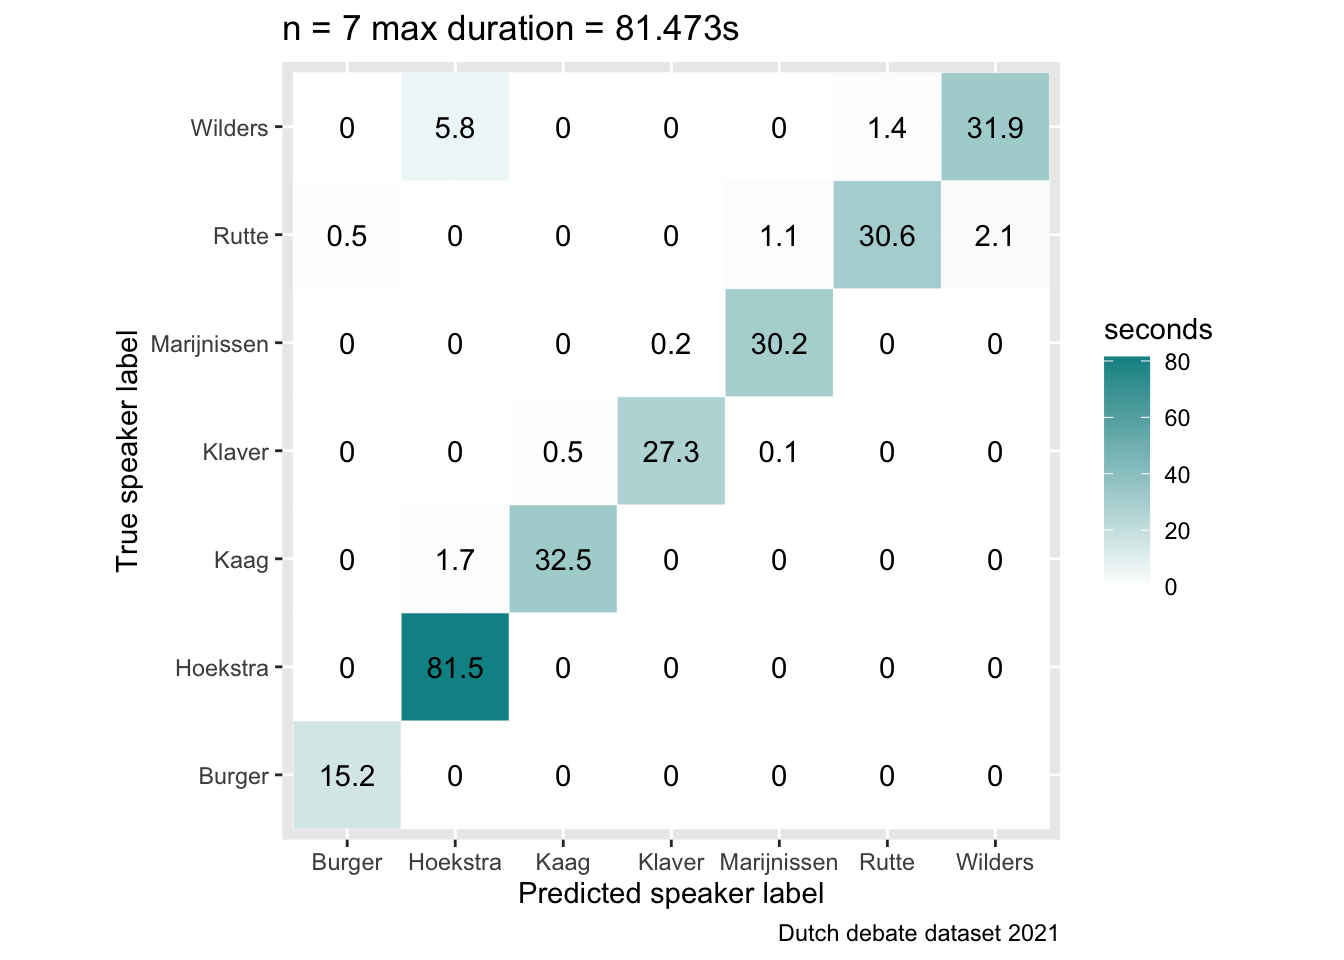 n = 7 max duration = 81.473s
True speaker label
Wilders 0 5.8 0 0 0 1.4 31.9
Rutte 0.5 0 0 0 1.1 30.6 2.1
Marijnissen 0 0 0 0.2 30.2 0 0
Klaver 0 0 0.5 27.3 0.1 0 0
Kaag 0 1.7 32.5 0 0 0 0
Hoekstra 0 81.5 0 0 0 0 0
Burger 15.2 0 0 0 0 0 0
Burger Hoekstra Kaag Klaver Marijnissen Rutte Wilders
Predicted speaker label
seconds
80
60
40
20
0
Dutch debate dataset 2021